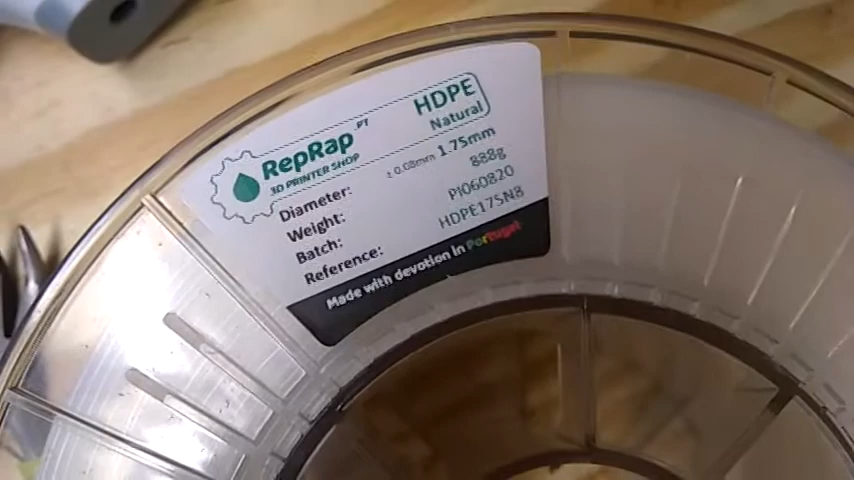 RepRap.PT
3D PRINTER SHOP
HDPE
Natural
Diameter: ± 0.08mm 1.75mm
Weight: 888g
Batch: PI060820
Reference: HDPE175N8
Made with devotion in Portugal